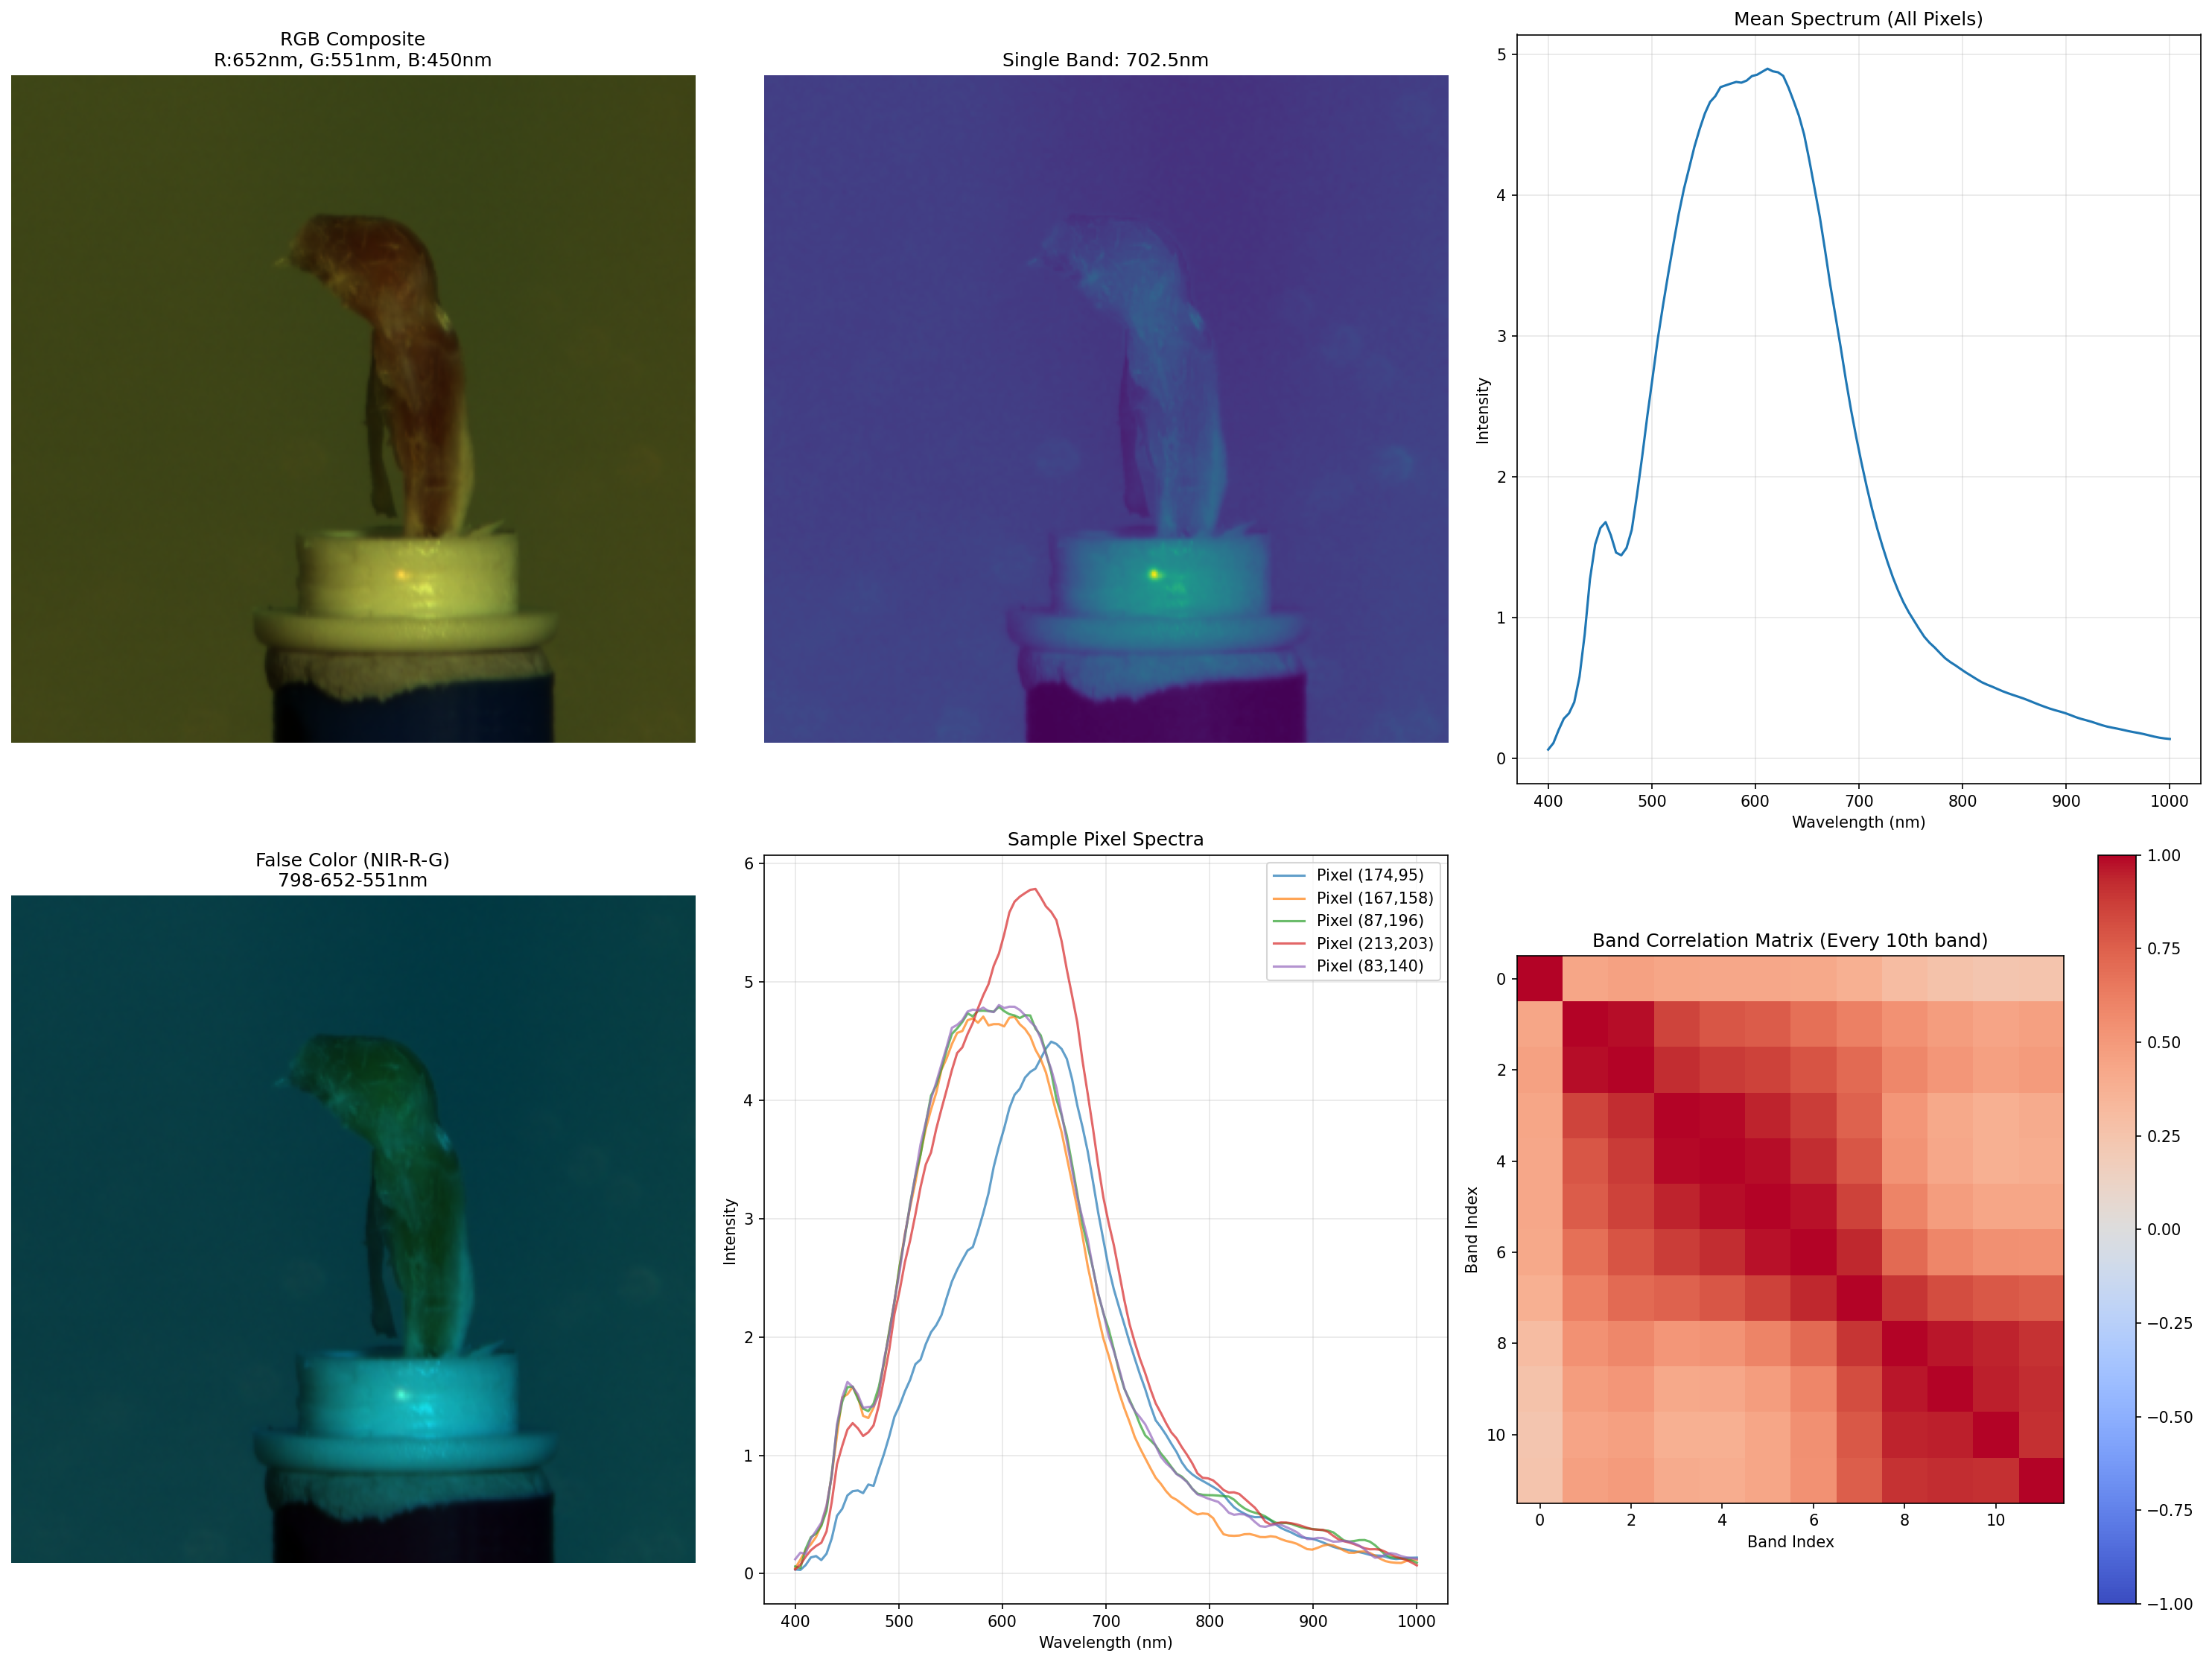 RGB Composite
R:652nm, G:551nm, B:450nm
Single Band: 702.5nm
Mean Spectrum (All Pixels)
5
4
3
2
1
0
Intensity
400 500 600 700 800 900 1000
Wavelength (nm)
False Color (NIR-R-G)
798-652-551nm
Sample Pixel Spectra
6
5
4
3
2
1
0
Intensity
Pixel (174,95)
Pixel (167,158)
Pixel (87,196)
Pixel (213,203)
Pixel (83,140)
400 500 600 700 800 900 1000
Wavelength (nm)
Band Correlation Matrix (Every 10th band)
0
2
4
6
8
10
Band Index
0 2 4 6 8 10
Band Index
1.00
0.75
0.50
0.25
0.00
−0.25
−0.50
−0.75
−1.00